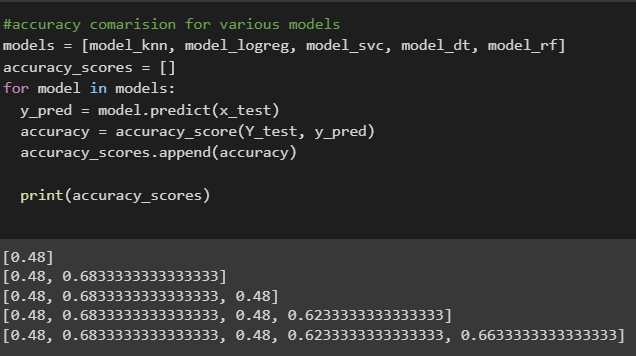 #accuracy comarision for various models
models = [model_knn, model_logreg, model_svc, model_dt, model_rf]
accuracy_scores = []
for model in models:
  y_pred = model.predict(x_test)
  accuracy = accuracy_score(Y_test, y_pred)
  accuracy_scores.append(accuracy)
  print(accuracy_scores)
[0.48]
[0.48, 0.6833333333333333]
[0.48, 0.6833333333333333, 0.48]
[0.48, 0.6833333333333333, 0.48, 0.6233333333333333]
[0.48, 0.6833333333333333, 0.48, 0.6233333333333333, 0.6633333333333333]